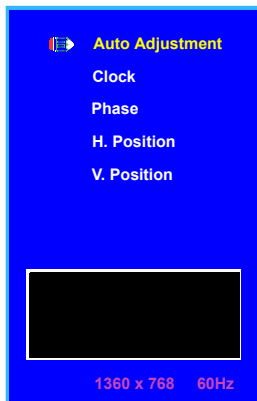 Auto Adjustment
Clock
Phase
H. Position
V. Position
1360 x 768 60Hz